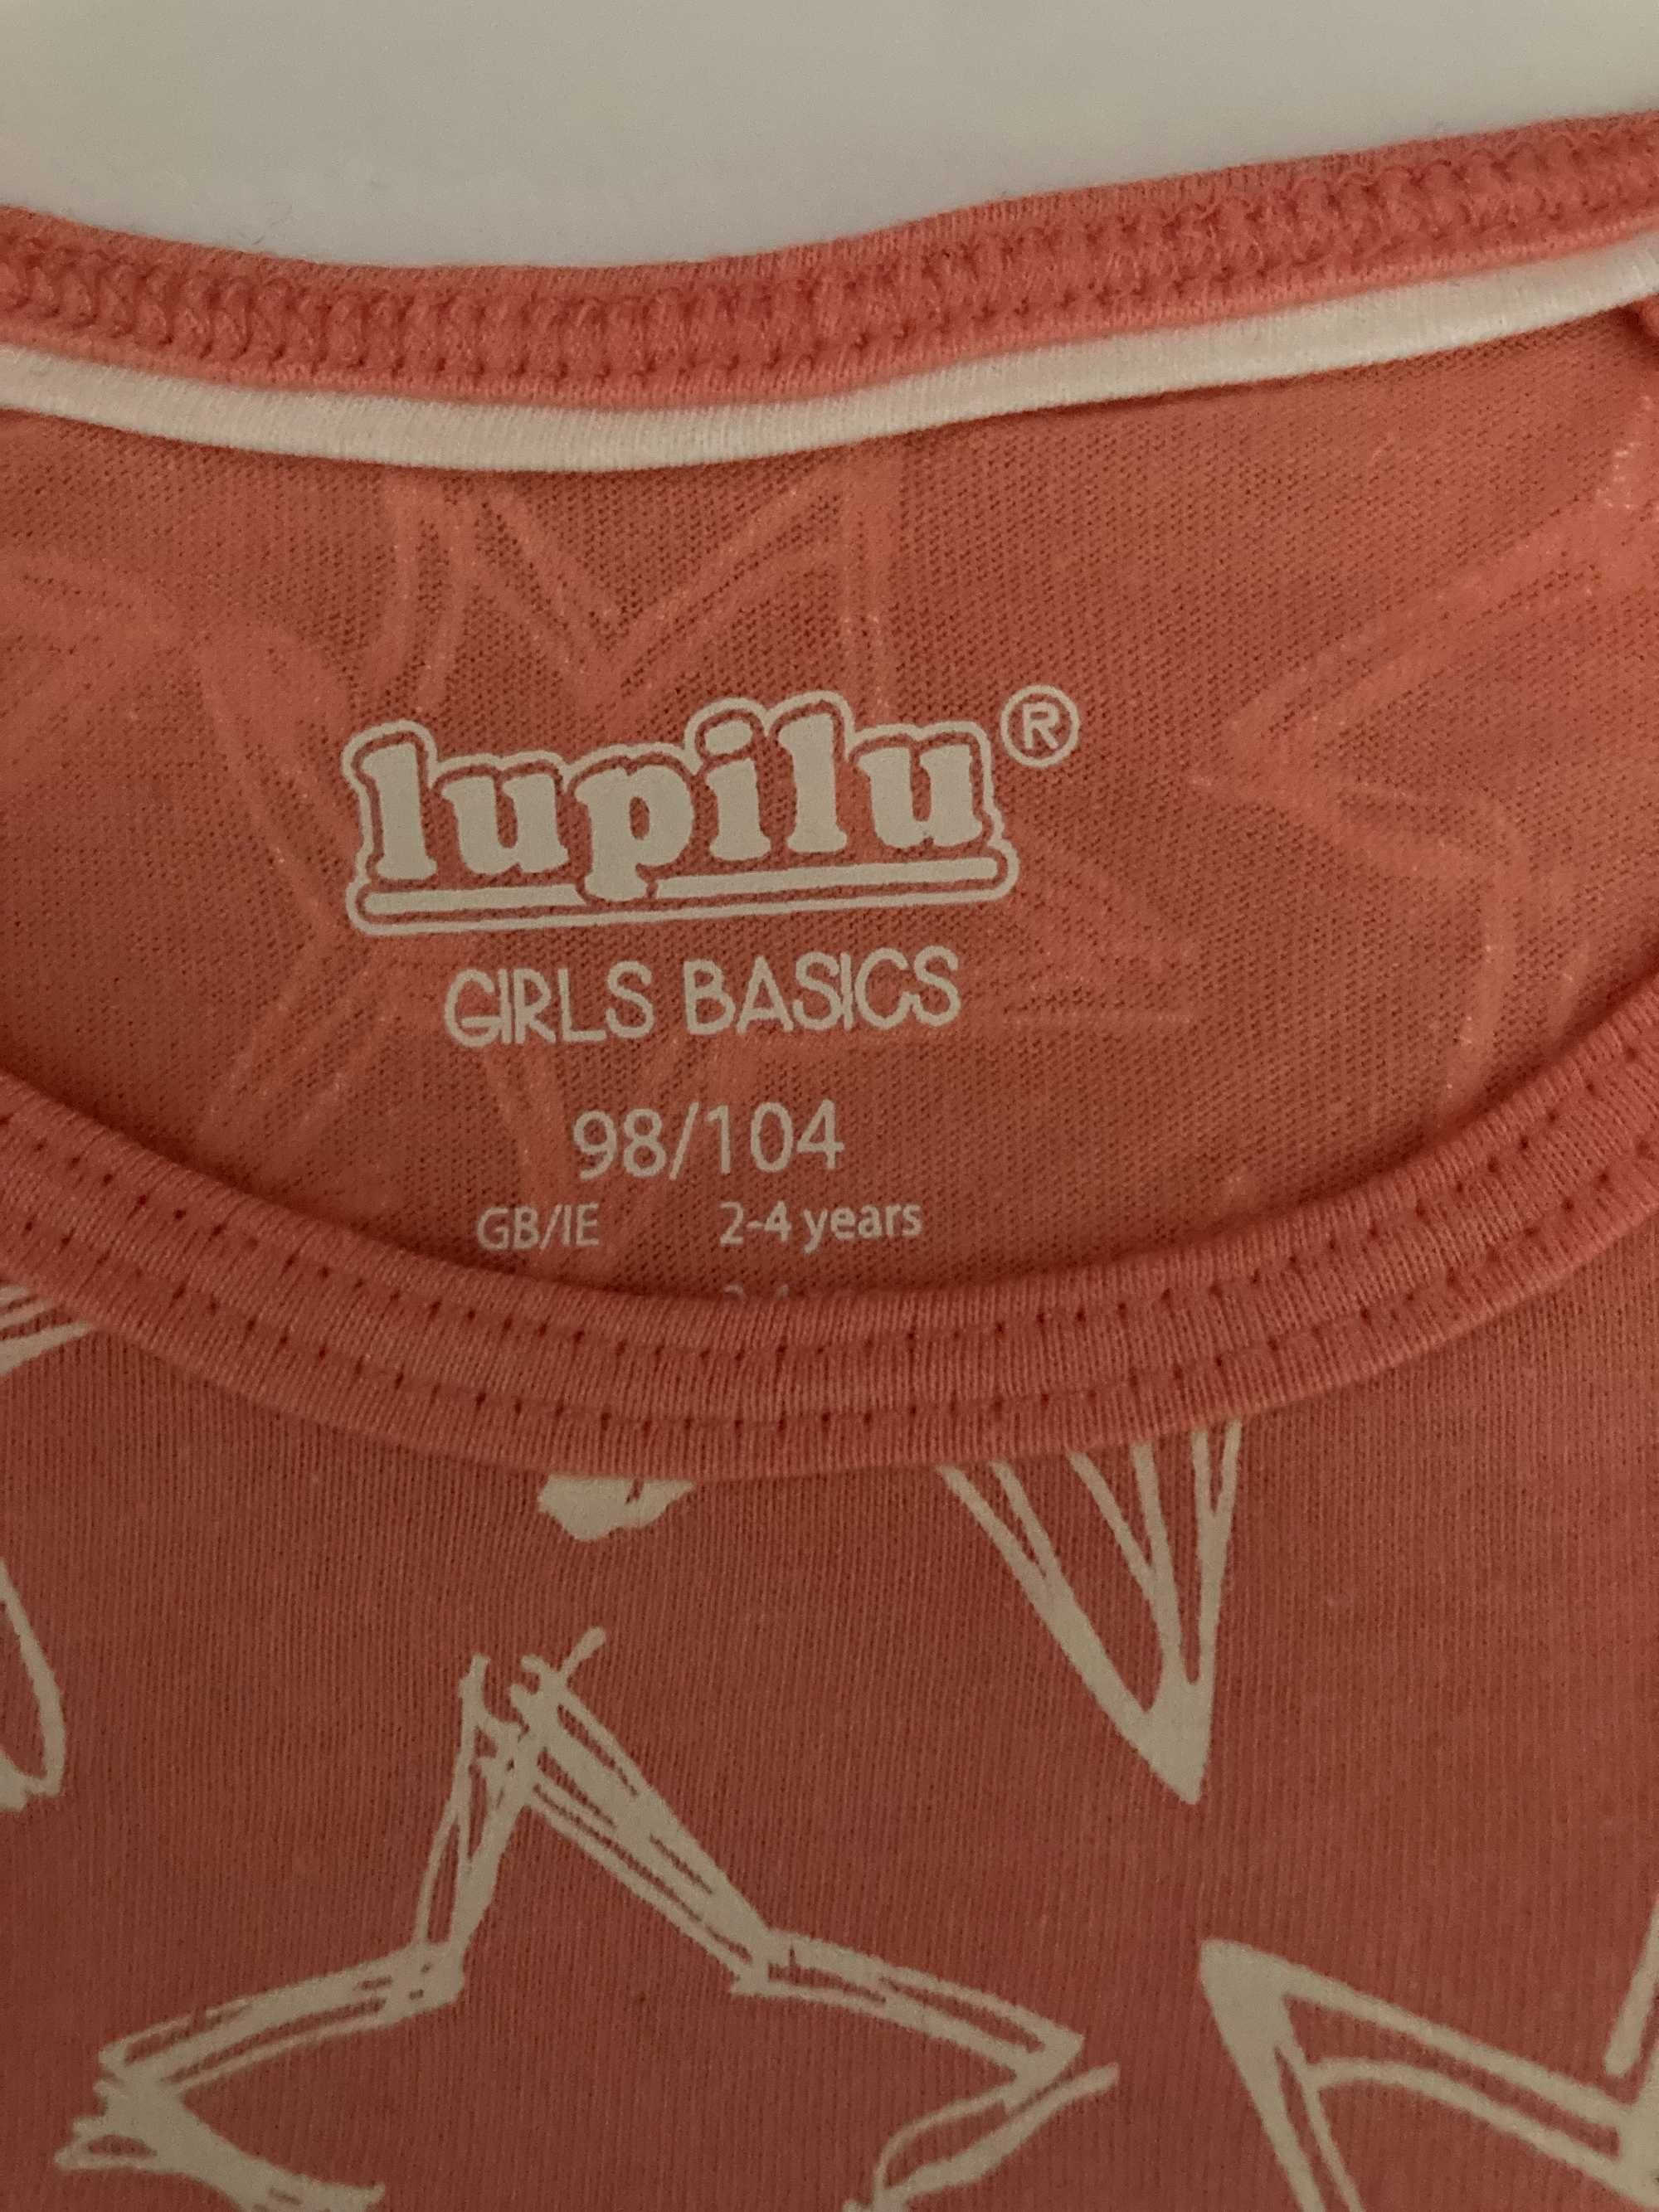 lupilu®
GIRLS BASICS
98/104
GB/IE 2-4 years